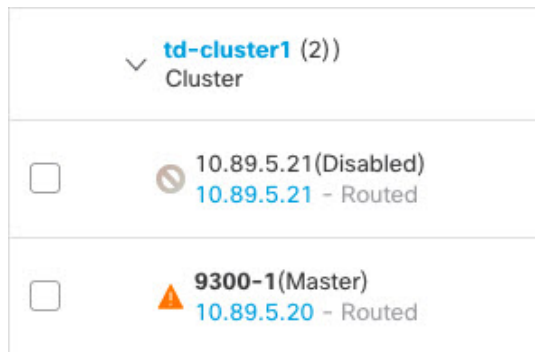 td-cluster1 (2))
Cluster
10.89.5.21(Disabled)
10.89.5.21 - Routed
9300-1(Master)
10.89.5.20 - Routed